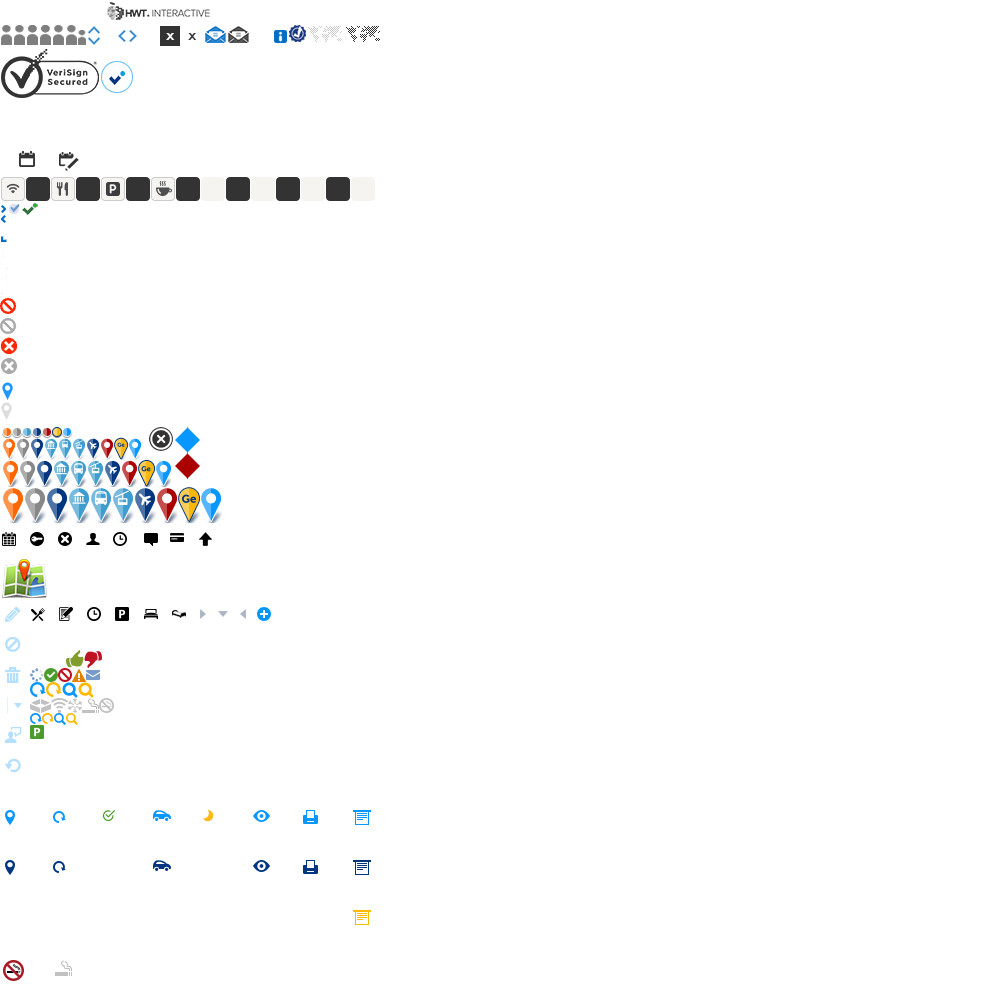 HWT. INTERACTIVE
x x i
VeriSign
Secured
P
Ge
Ge
Ge
P
P